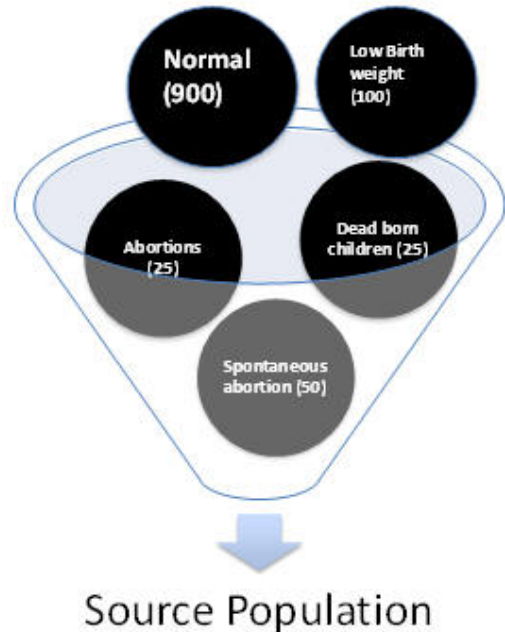 Normal
(900)
Low Birth
weight
(100)
Abortions
(25)
Dead born
children (25)
Spontaneous
abortion (50)
Source Population